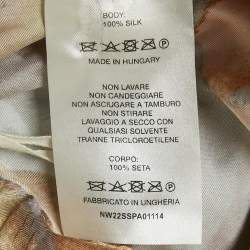 BODY:
100% SILK
MADE IN HUNGARY
NON LAVARE
NON CANDEGGIARE
NON ASCIUGARE A TAMBURO
NON STIRARE
LAVAGGIO A SECCO CON
QUALSIASI SOLVENTE
TRANNE TRICLOROETILENE
CORPO:
100% SETA
FABBRICATO IN UNGHERIA
NW22SSPA01114